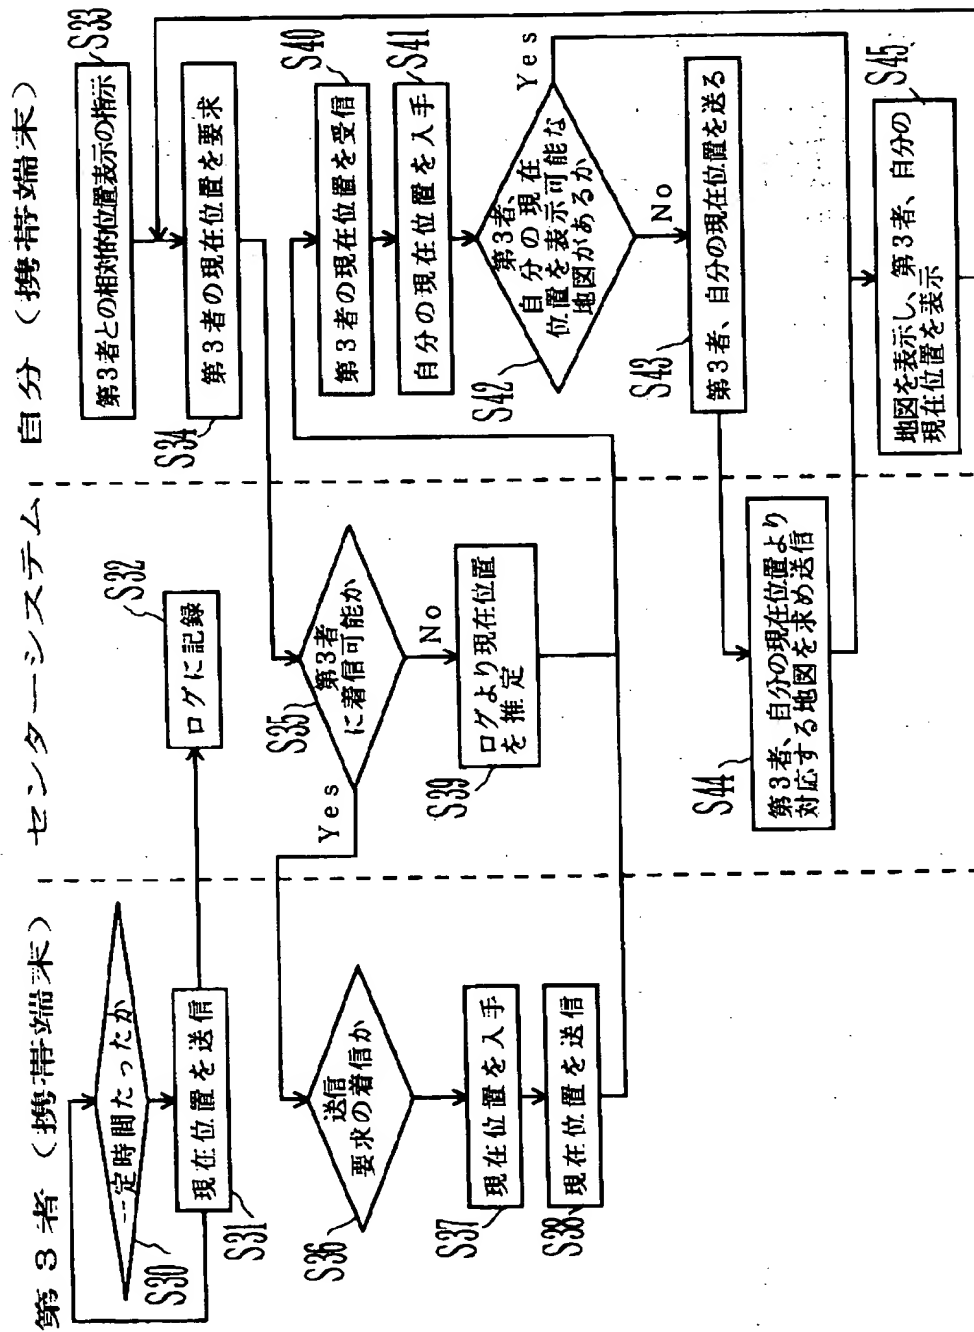 第3者（携帯端末）
一定時間たったか
S30
現在位置を送信
S31
送信
要求の着信か
S36
現在位置を入手
S37
現在位置を送信
S38
センターシステム
ログに記録
S32
第3者
に着信可能か
S35
Yes
No
ログより現在位置
を推定
S39
第3者、自分の現在位置より
対応する地図を求め送信
S44
自分（携帯端末）
第3者との相対的位置表示の指示
S33
第3者の現在位置を要求
S34
第3者の現在位置を受信
S40
自分の現在位置を入手
S41
第3者、
自分の現在
位置を表示可能な
地図があるか
S42
Yes
No
第3者、自分の現在位置を送る
S43
地図を表示し、第3者、自分の
現在位置を表示
S45